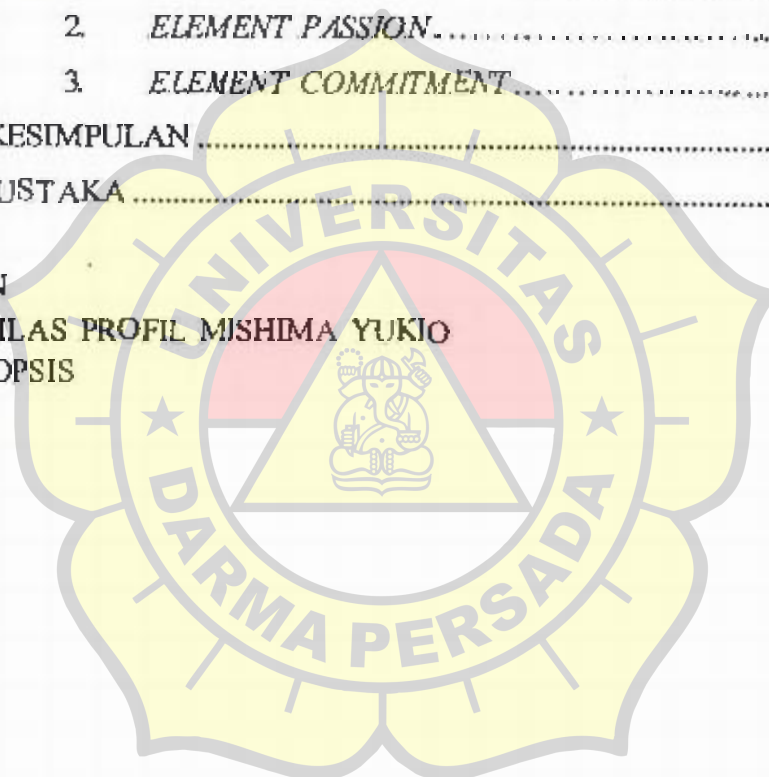 2. ELEMENT PASSION
3. ELEMENT COMMITMENT
KESIMPULAN
USTAKA
N
ILAS PROFIL MISHIMA YUKIO
OPSIS
UNIVERSITAS
DARMA PERSADA